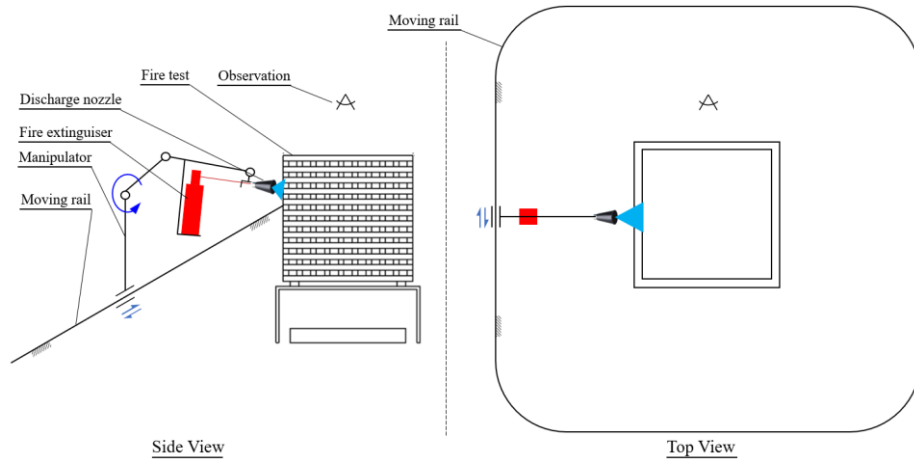 Moving rail
Fire test
Observation
Discharge nozzle
Fire extinguiser
Manipulator
Moving rail
Side View
Top View